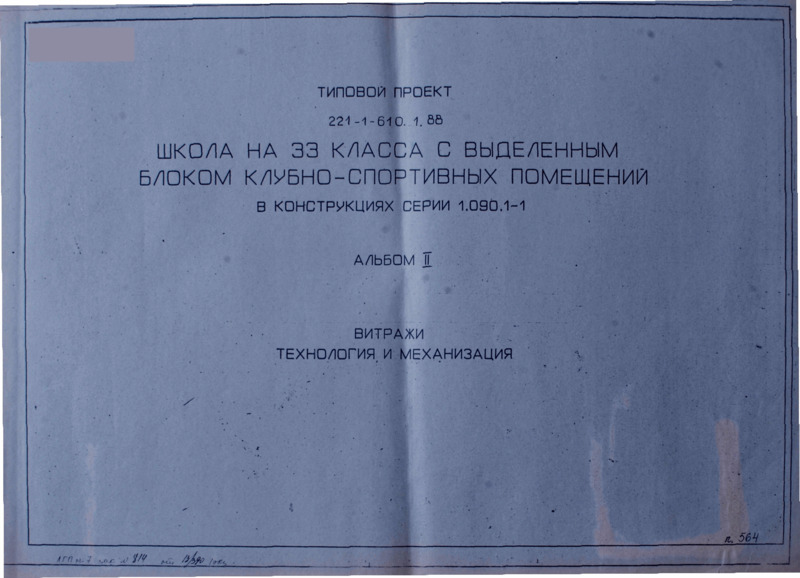 ТИПОВОЙ ПРОЕКТ
221-1-610.1.88
ШКОЛА НА 33 КЛАССА С ВЫДЕЛЕННЫМ
БЛОКОМ КЛУБНО-СПОРТИВНЫХ ПОМЕЩЕНИЙ
В КОНСТРУКЦИЯХ СЕРИИ 1.090.1-1
АЛЬБОМ II
ВИТРАЖИ
ТЕХНОЛОГИЯ И МЕХАНИЗАЦИЯ
п. 564